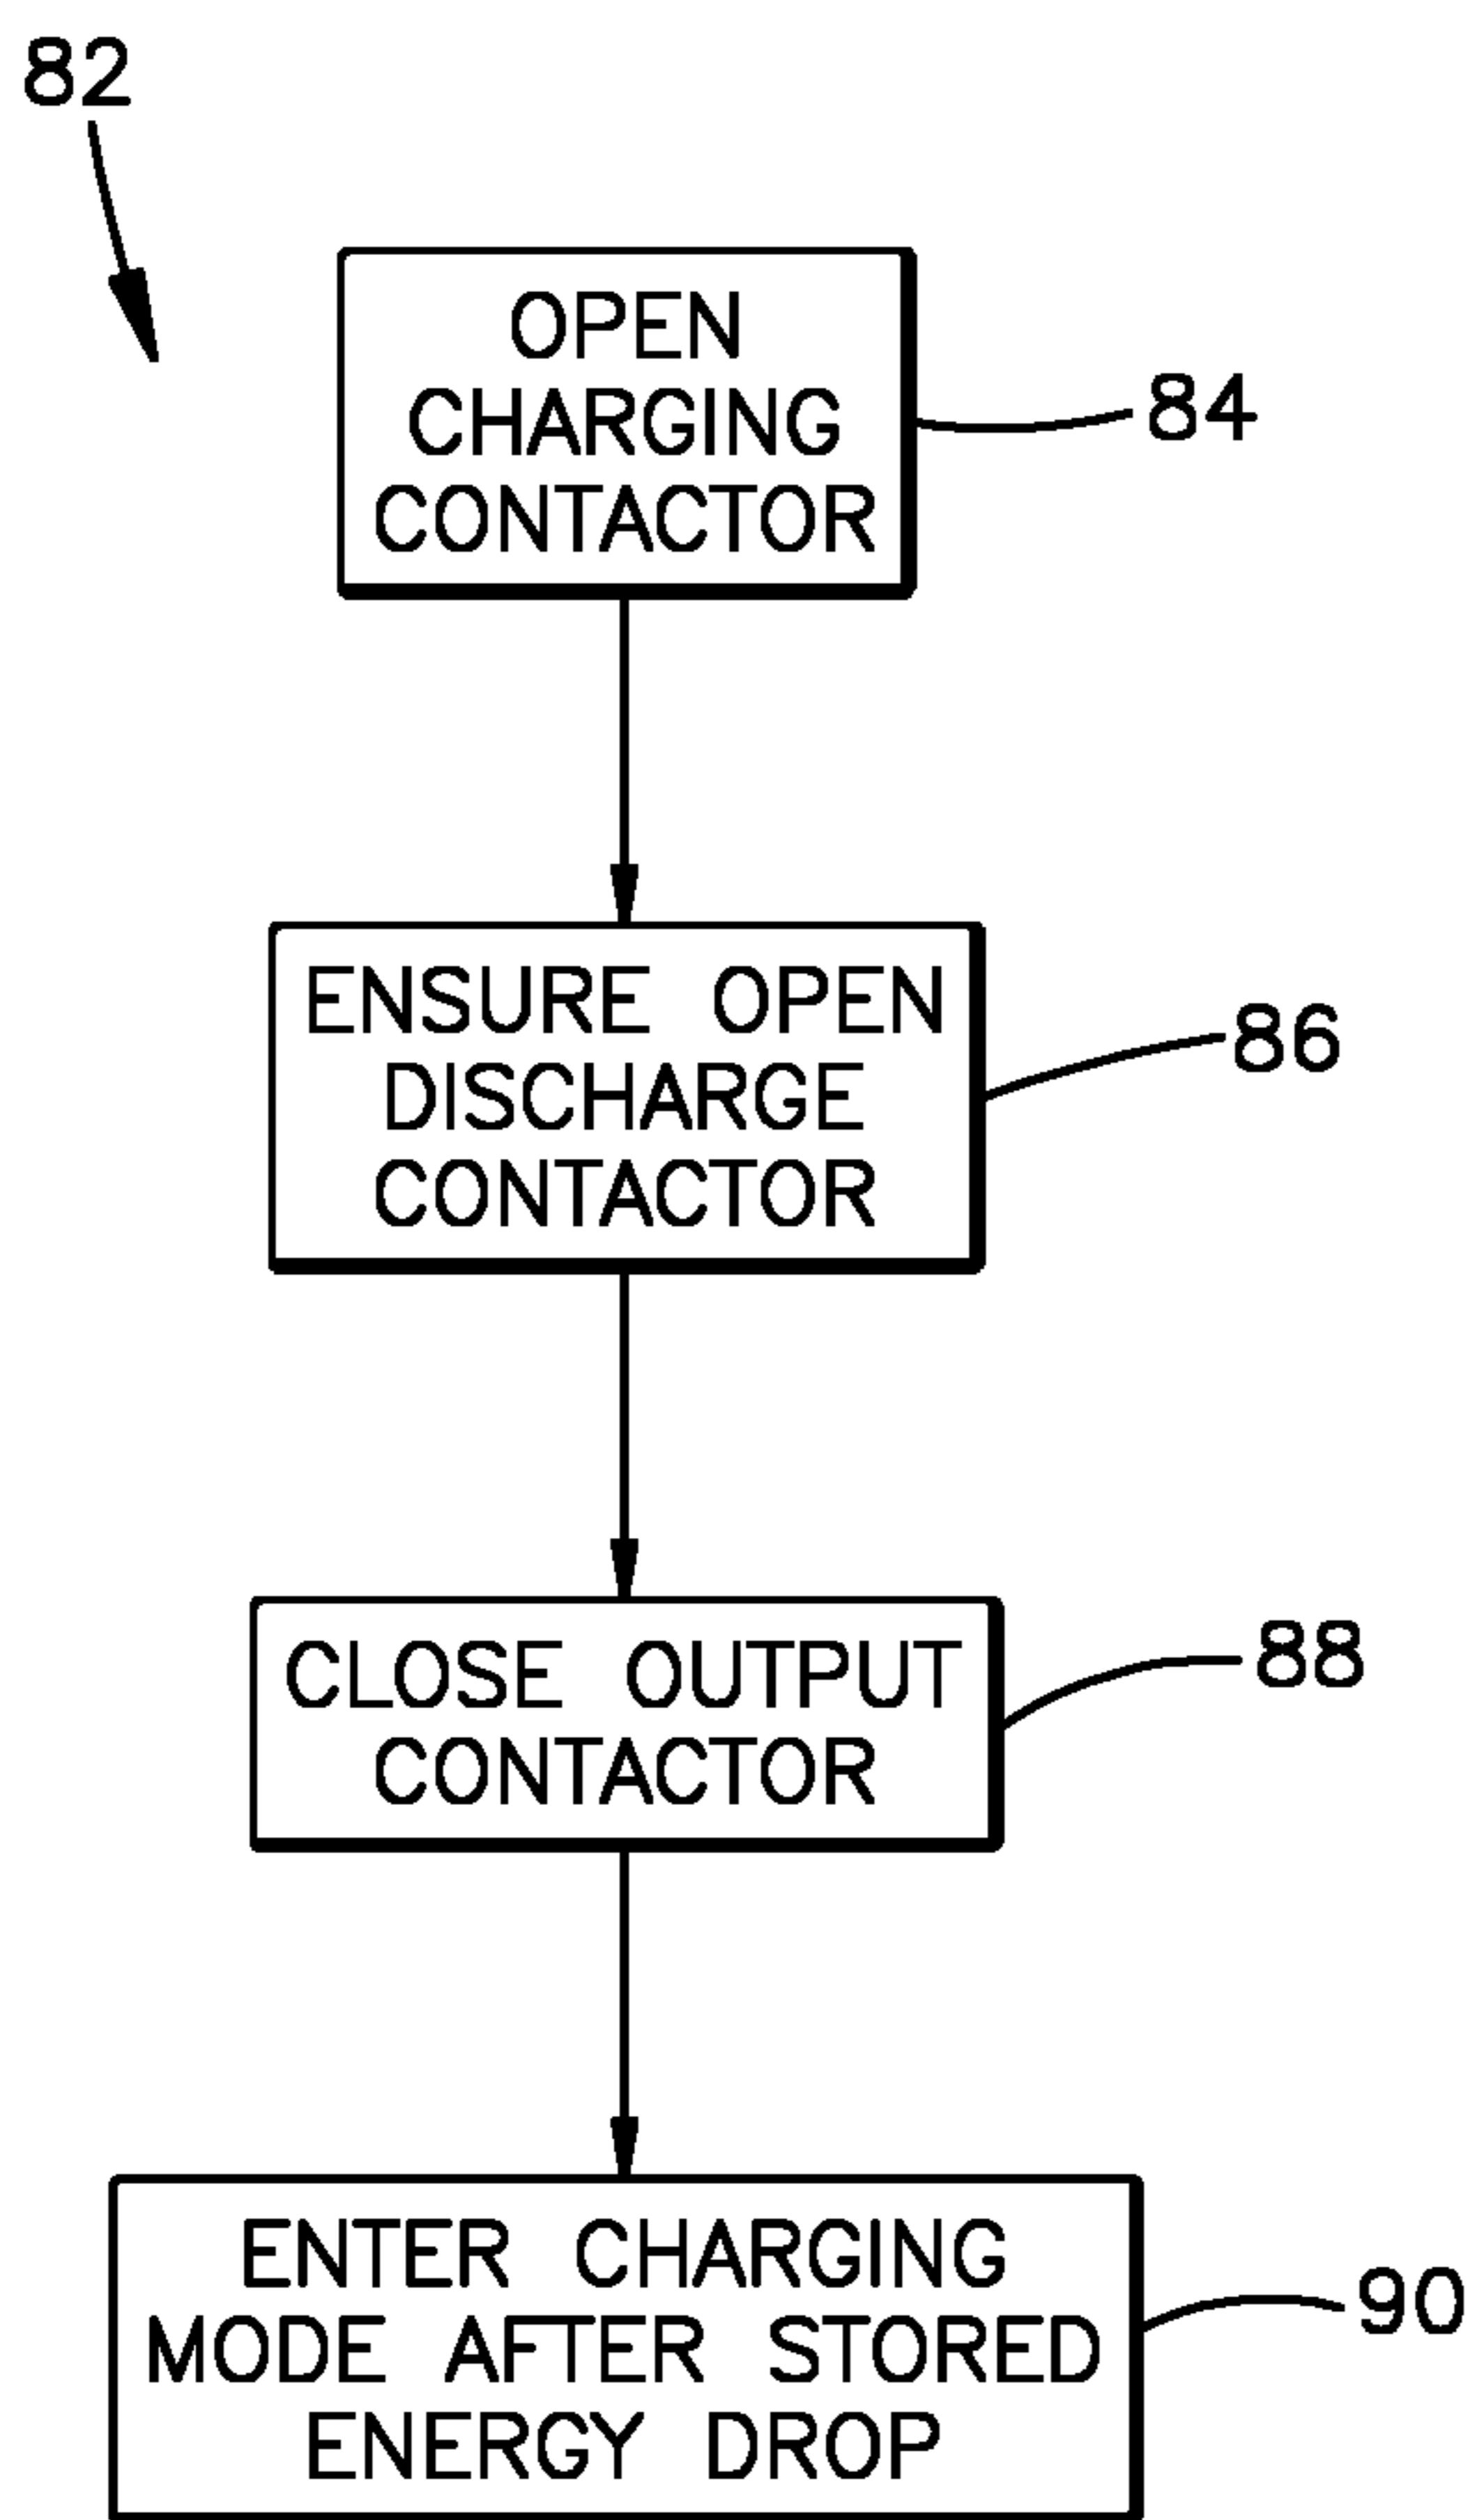 82
OPEN
CHARGING
CONTACTOR
84
ENSURE OPEN
DISCHARGE
CONTACTOR
86
CLOSE OUTPUT
CONTACTOR
88
ENTER CHARGING
MODE AFTER STORED
ENERGY DROP
90